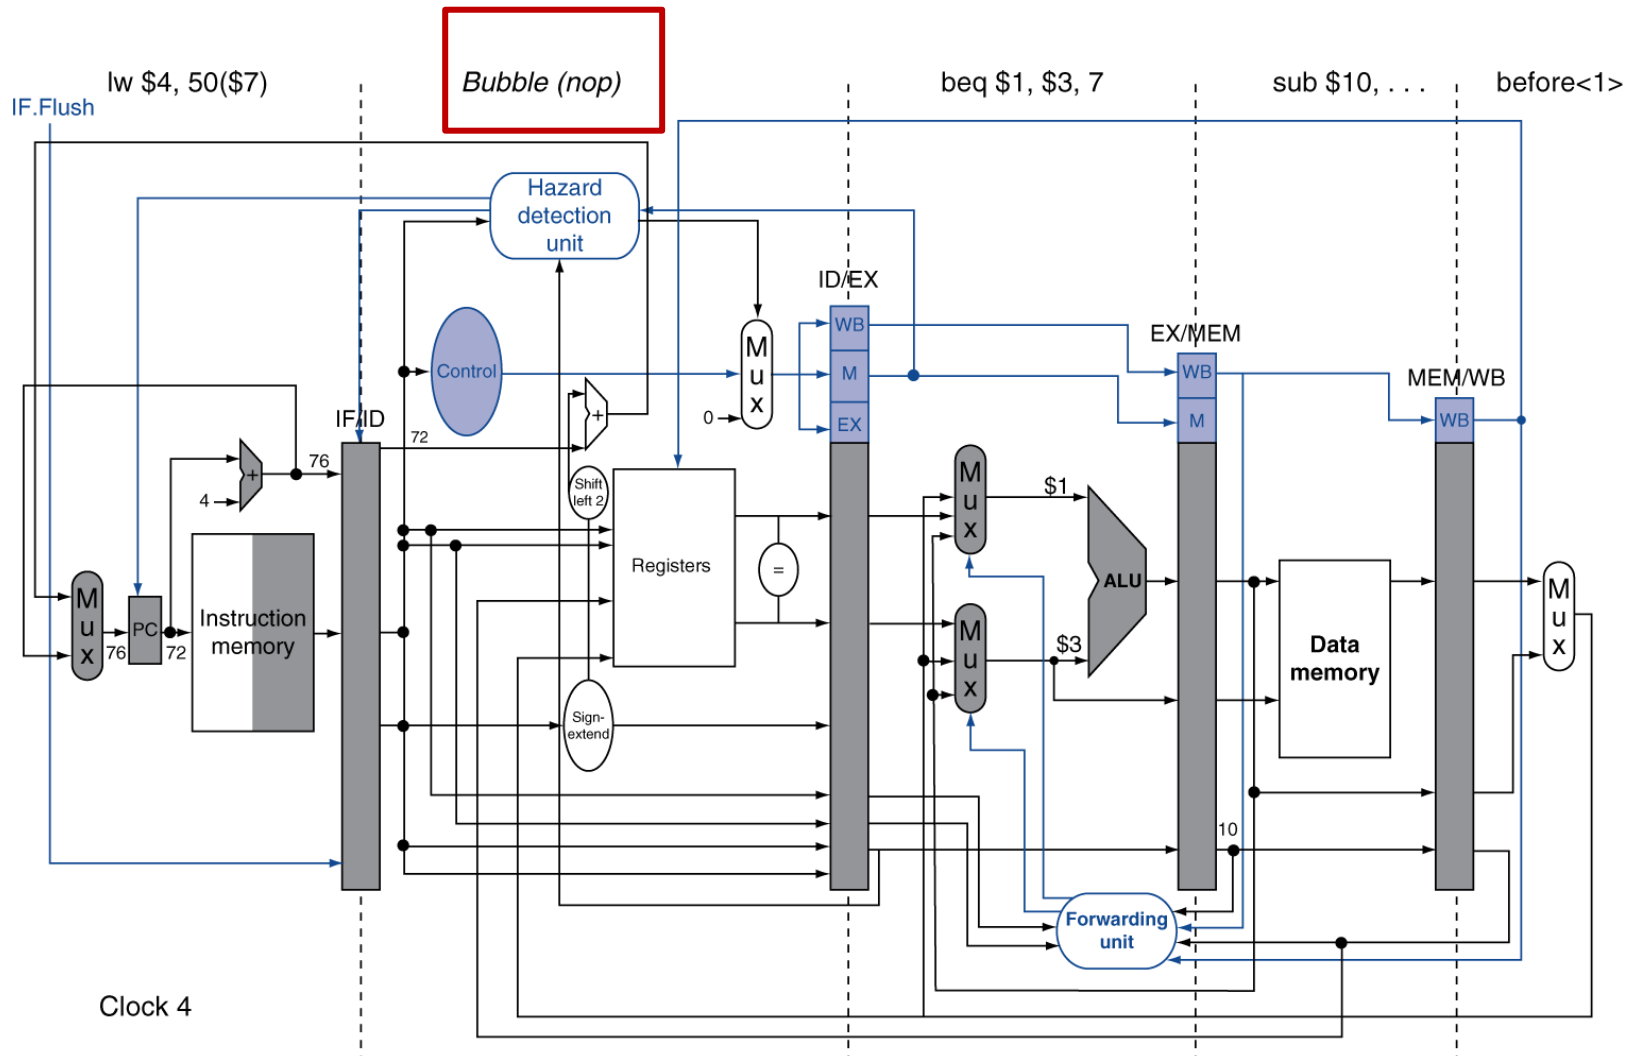 lw $4, 50($7)
Bubble (nop)
beq $1, $3, 7
sub $10, . . .
before<1>
IF.Flush
Hazard
detection
unit
ID/EX
WB
M
EX
EX/MEM
WB
M
MEM/WB
WB
Control
M
u
x
0
IF/ID
72
+
76
+
4
Shift
left 2
M
u
x
$1
Registers
=
ALU
M
u
x
PC
76
72
Instruction
memory
M
u
x
$3
Data
memory
M
u
x
Sign-
extend
10
Forwarding
unit
Clock 4